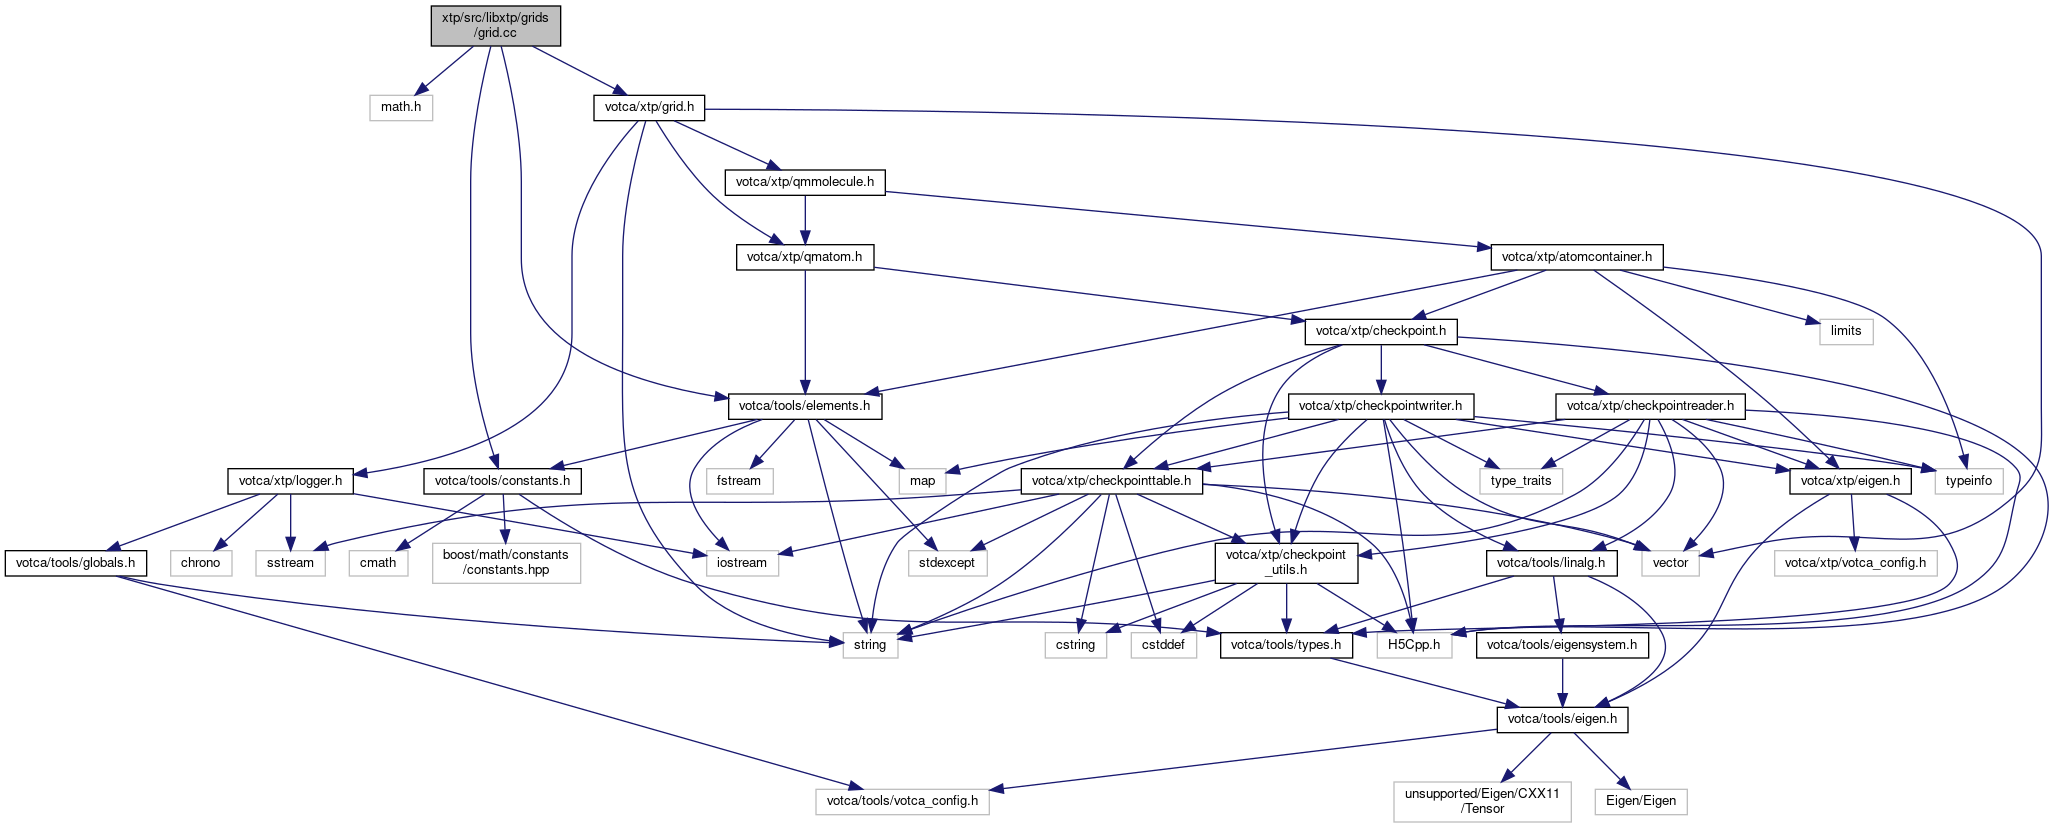 xtp/src/libxtp/grids
/grid.cc
math.h
votca/xtp/grid.h
votca/xtp/qmmolecule.h
votca/xtp/qmatom.h
votca/xtp/atomcontainer.h
votca/xtp/checkpoint.h
limits
votca/tools/elements.h
votca/xtp/checkpointwriter.h
votca/xtp/checkpointreader.h
votca/xtp/logger.h
votca/tools/constants.h
fstream
map
votca/xtp/checkpointtable.h
type_traits
votca/xtp/eigen.h
typeinfo
votca/tools/globals.h
chrono
sstream
cmath
boost/math/constants
/constants.hpp
iostream
stdexcept
votca/xtp/checkpoint
_utils.h
votca/tools/linalg.h
vector
votca/xtp/votca_config.h
string
cstring
cstddef
votca/tools/types.h
H5Cpp.h
votca/tools/eigensystem.h
votca/tools/eigen.h
votca/tools/votca_config.h
unsupported/Eigen/CXX11
/Tensor
Eigen/Eigen